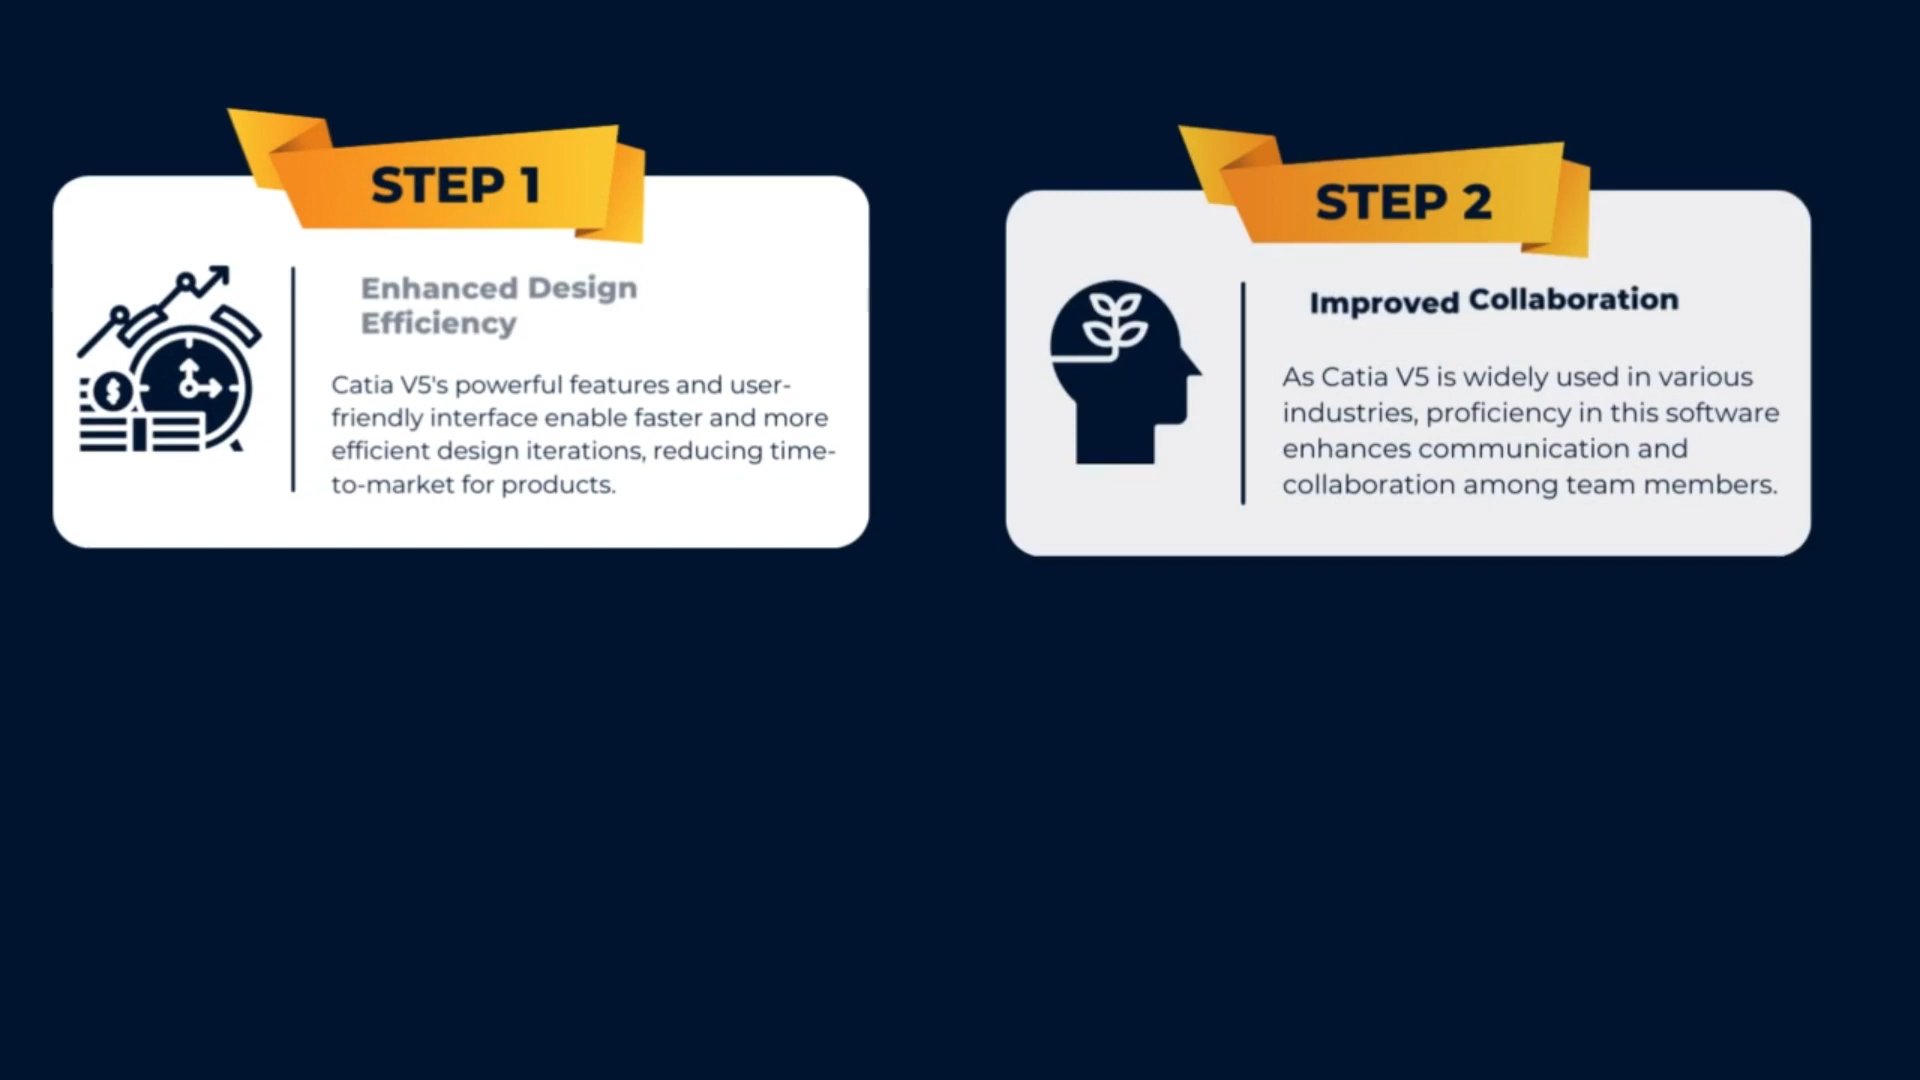 STEP 1
Enhanced Design
Efficiency
Catia V5's powerful features and user-
friendly interface enable faster and more
efficient design iterations, reducing time-
to-market for products.
STEP 2
Improved Collaboration
As Catia V5 is widely used in various
industries, proficiency in this software
enhances communication and
collaboration among team members.